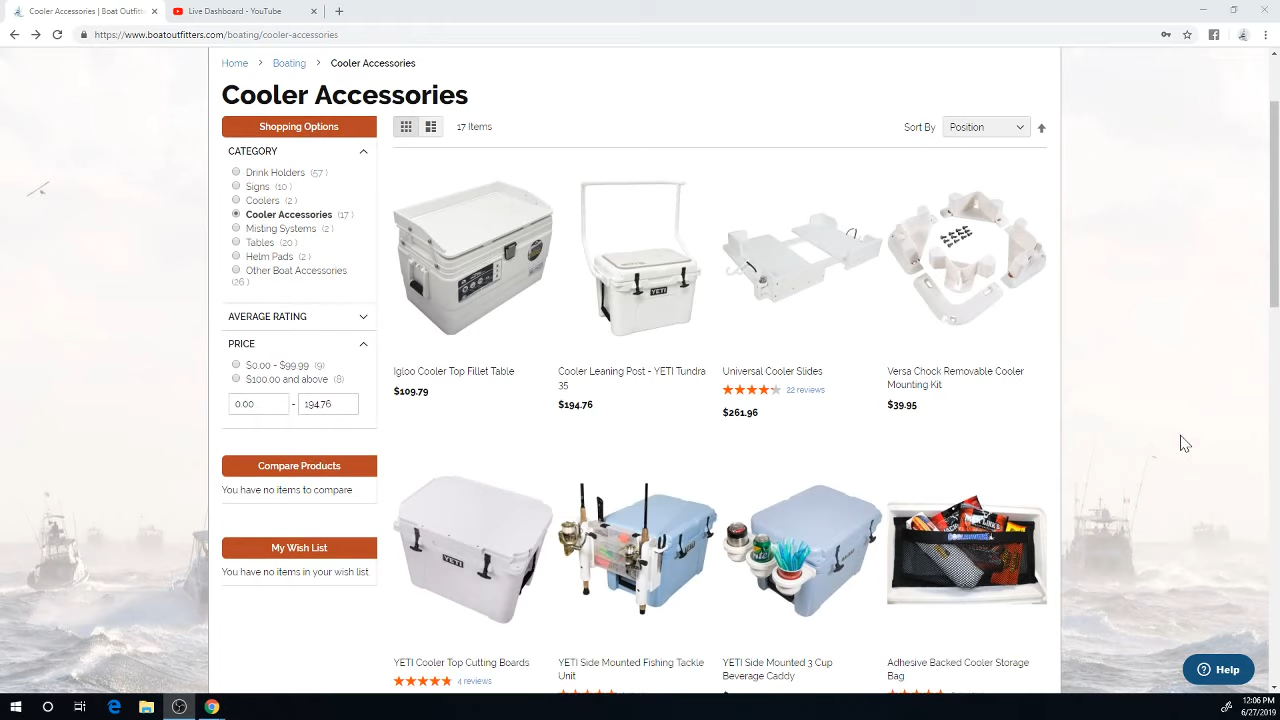 Cooler Accessories | Boat Outfitt
Live Dashboard - YouTube
https://www.boatoutfitters.com/boating/cooler-accessories
Home > Boating > Cooler Accessories
Cooler Accessories
Shopping Options
17 Items
Sort By Position
CATEGORY
Drink Holders (57)
Signs (10)
Coolers (2)
Cooler Accessories (17)
Misting Systems (2)
Tables (20)
Helm Pads (2)
Other Boat Accessories
(26)
AVERAGE RATING
PRICE
$0.00 - $99.99 (9)
$100.00 and above (8)
0.00 - 194.76
Compare Products
You have no items to compare
My Wish List
You have no items in your wish list
YETI
Igloo Cooler Top Fillet Table
$109.79
Cooler Leaning Post - YETI Tundra
35
$194.76
Universal Cooler Slides
22 reviews
$261.96
Versa Chock Removable Cooler
Mounting Kit
$39.95
YETI
YETI Cooler Top Cutting Boards
4 reviews
YETI Side Mounted Fishing Tackle
Unit
YETI Side Mounted 3 Cup
Beverage Caddy
Adhesive Backed Cooler Storage
Bag
Help
12:06 PM
6/27/2019